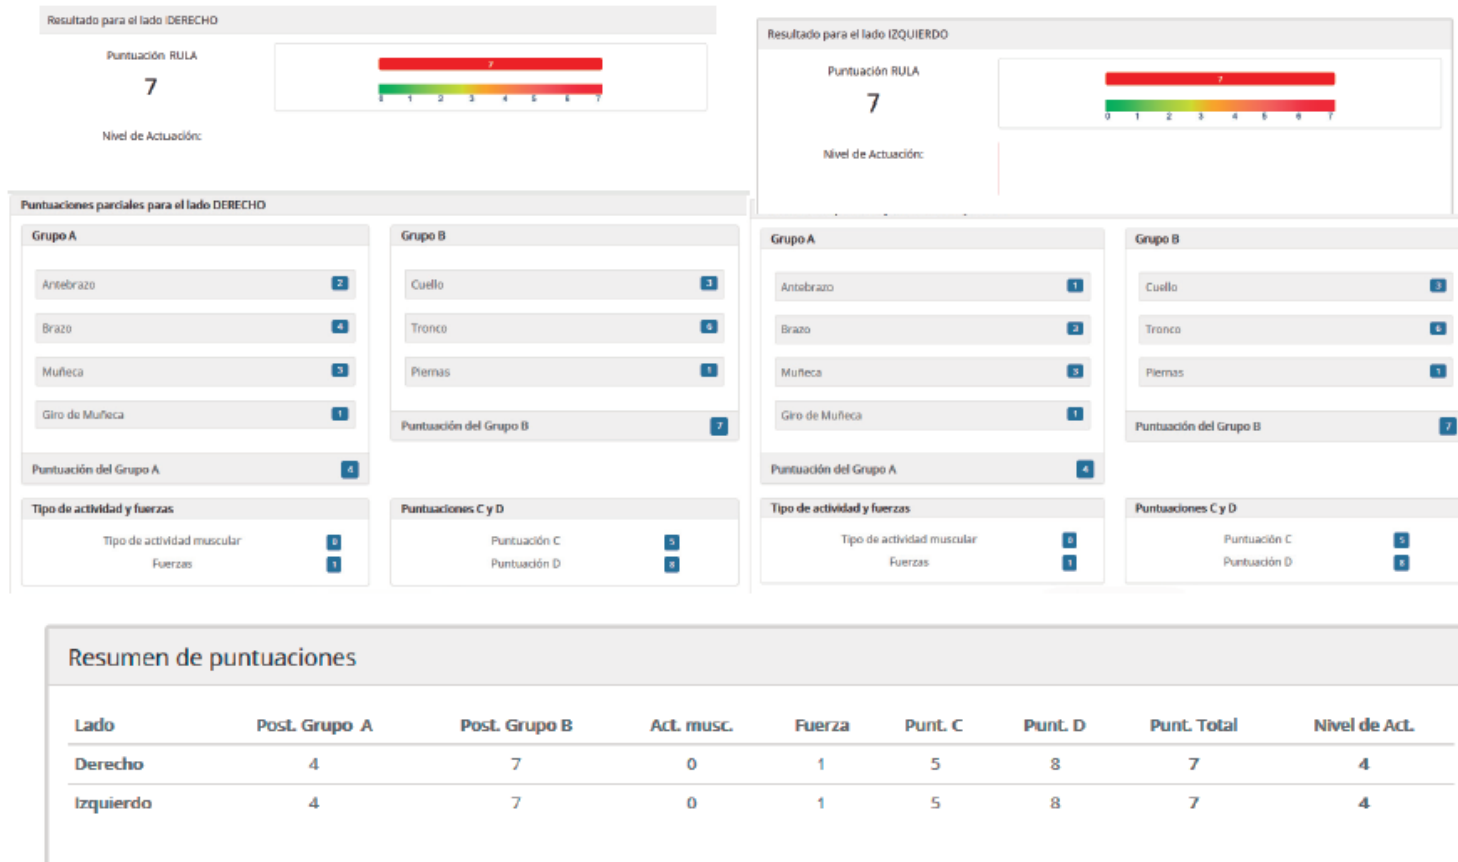 Resultado para el lado DERECHO
Puntuación RULA
7
7
0 1 2 3 4 5 6 7
Nivel de Actuación:
Resultado para el lado IZQUIERDO
Puntuación RULA
7
7
0 1 2 3 4 5 6 7
Nivel de Actuación:
Puntuaciones parciales para el lado DERECHO
Grupo A
Antebrazo 2
Brazo 4
Muñeca 3
Giro de Muñeca 1
Puntuación del Grupo A 4
Grupo B
Cuello 3
Tronco 6
Piernas 1
Puntuación del Grupo B 7
Tipo de actividad y fuerzas
Tipo de actividad muscular 0
Fuerzas 1
Puntuaciones C y D
Puntuación C 5
Puntuación D 8
Grupo A
Antebrazo 1
Brazo 3
Muñeca 3
Giro de Muñeca 1
Puntuación del Grupo A 4
Grupo B
Cuello 3
Tronco 6
Piernas 1
Puntuación del Grupo B 7
Tipo de actividad y fuerzas
Tipo de actividad muscular 0
Fuerzas 1
Puntuaciones C y D
Puntuación C 5
Puntuación D 8
Resumen de puntuaciones
Lado Post. Grupo A Post. Grupo B Act. musc. Fuerza Punt. C Punt. D Punt. Total Nivel de Act.
Derecho 4 7 0 1 5 8 7 4
Izquierdo 4 7 0 1 5 8 7 4